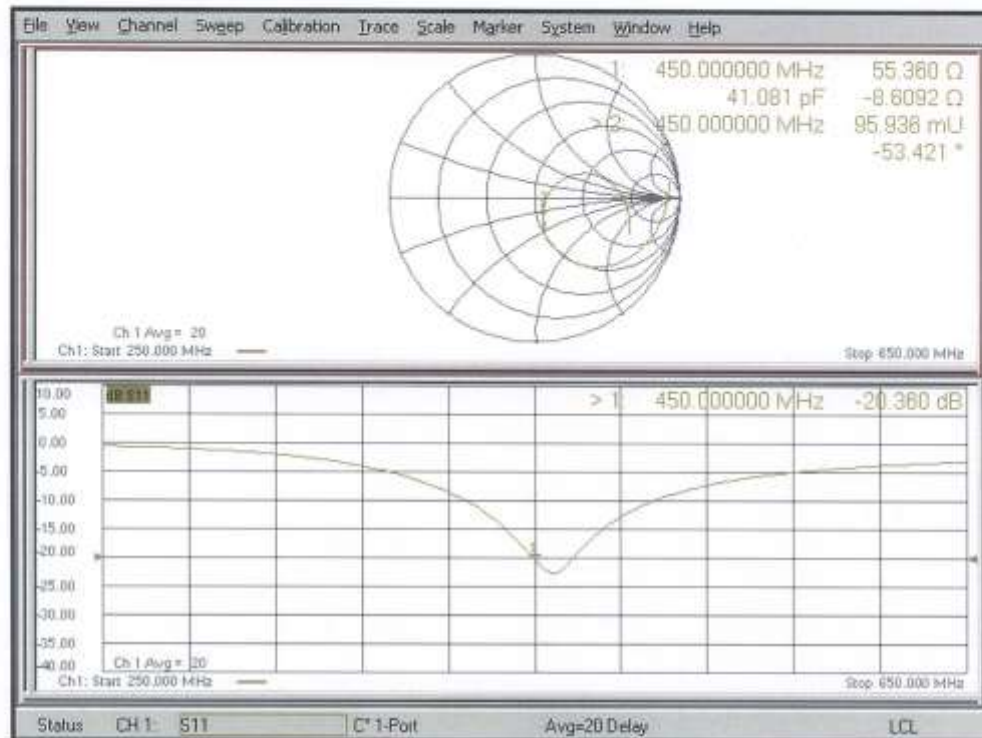 File View Channel Sweep Calibration Trace Scale Marker System Window Help
1 450.000000 MHz 55.360 Ω
41.081 pF -8.6092 Ω
> 2 450.000000 MHz 95.936 mU
-53.421 °
Ch 1 Avg = 20
Ch1: Start 250.000 MHz Stop 650.000 MHz
10.00 dB S11 > 1 450.000000 MHz -20.360 dB
5.00
0.00
-5.00
-10.00
-15.00
-20.00
-25.00
-30.00
-35.00
-40.00 Ch 1 Avg = 20
Ch1: Start 250.000 MHz Stop 650.000 MHz
Status CH 1: S11 C* 1-Port Avg=20 Delay LCL